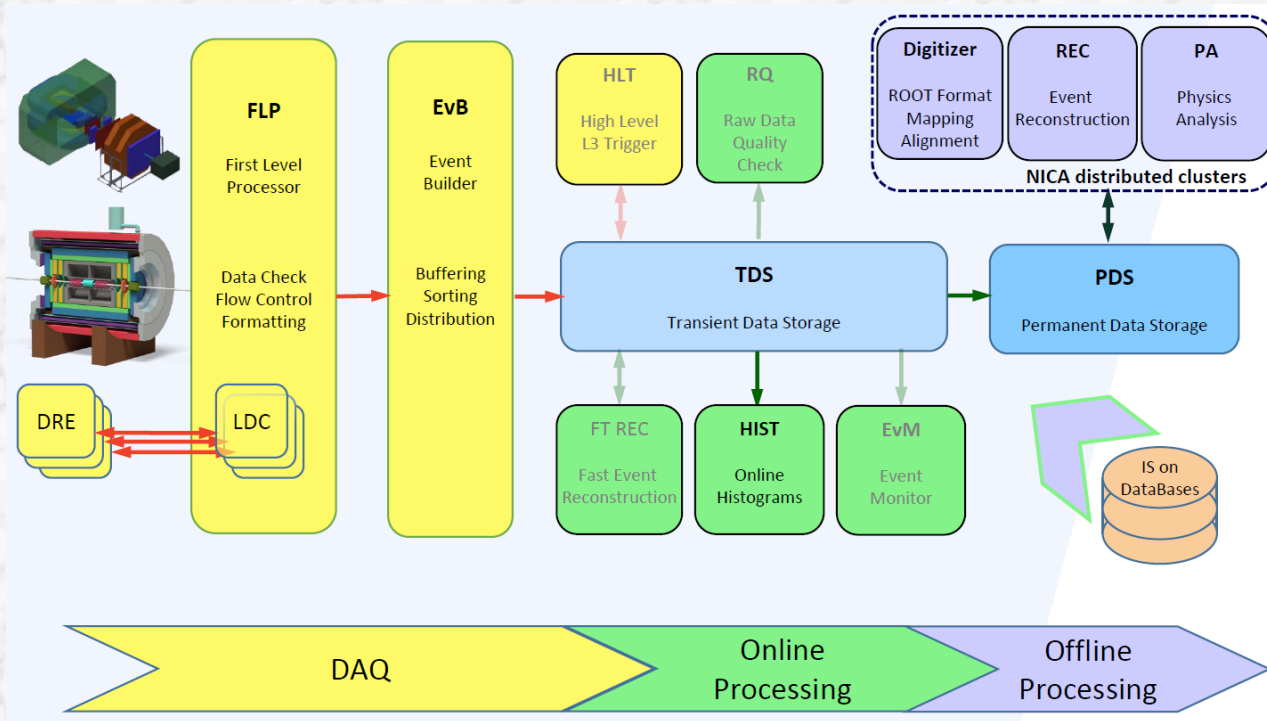 FLP
First Level
Processor
Data Check
Flow Control
Formatting
DRE
LDC
EvB
Event
Builder
Buffering
Sorting
Distribution
HLT
High Level
L3 Trigger
RQ
Raw Data
Quality
Check
Digitizer
ROOT Format
Mapping
Alignment
REC
Event
Reconstruction
PA
Physics
Analysis
NICA distributed clusters
TDS
Transient Data Storage
PDS
Permanent Data Storage
FT REC
Fast Event
Reconstruction
HIST
Online
Histograms
EvM
Event
Monitor
IS on
DataBases
DAQ
Online
Processing
Offline
Processing